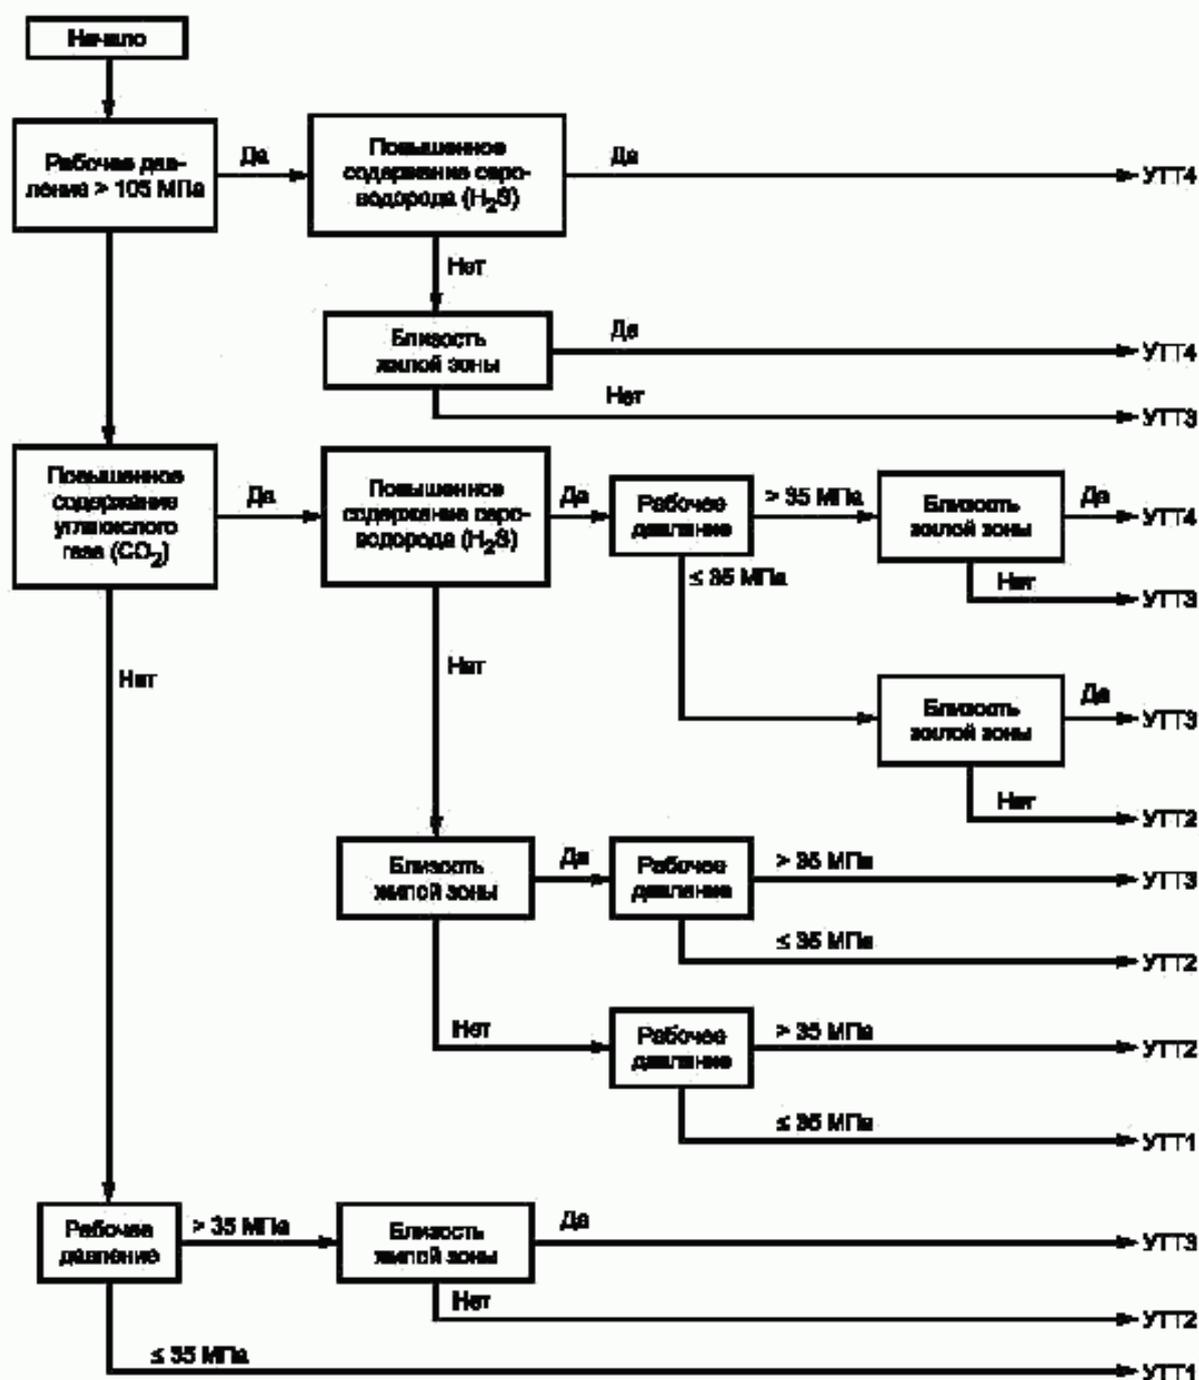 Начало
Рабочее дав-
ление > 105 МПа
Да
Повышенное
содержание серо-
водорода (H₂S)
Да
УТТ4
Нет
Близость
жилой зоны
Да
УТТ4
Нет
УТТ3
Повышенное
содержание
углекислого
газа (CO₂)
Да
Повышенное
содержание серо-
водорода (H₂S)
Да
Рабочее
давление
> 35 МПа
Близость
жилой зоны
Да
УТТ4
Нет
УТТ3
≤ 35 МПа
Близость
жилой зоны
Да
УТТ3
Нет
УТТ2
Нет
Нет
Близость
жилой зоны
Да
Рабочее
давление
> 35 МПа
УТТ3
≤ 35 МПа
УТТ2
Нет
Рабочее
давление
> 35 МПа
УТТ2
≤ 35 МПа
УТТ1
Рабочее
давление
> 35 МПа
Близость
жилой зоны
Да
УТТ3
Нет
УТТ2
≤ 35 МПа
УТТ1